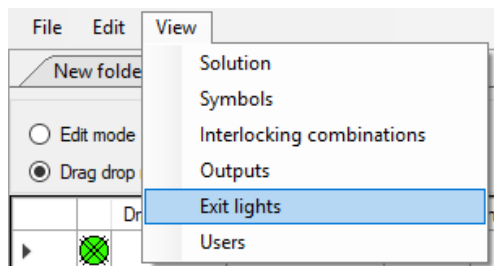 File Edit View
New folde
Solution
Symbols
Edit mode
Interlocking combinations
Drag drop
Outputs
Dr
Exit lights
Users